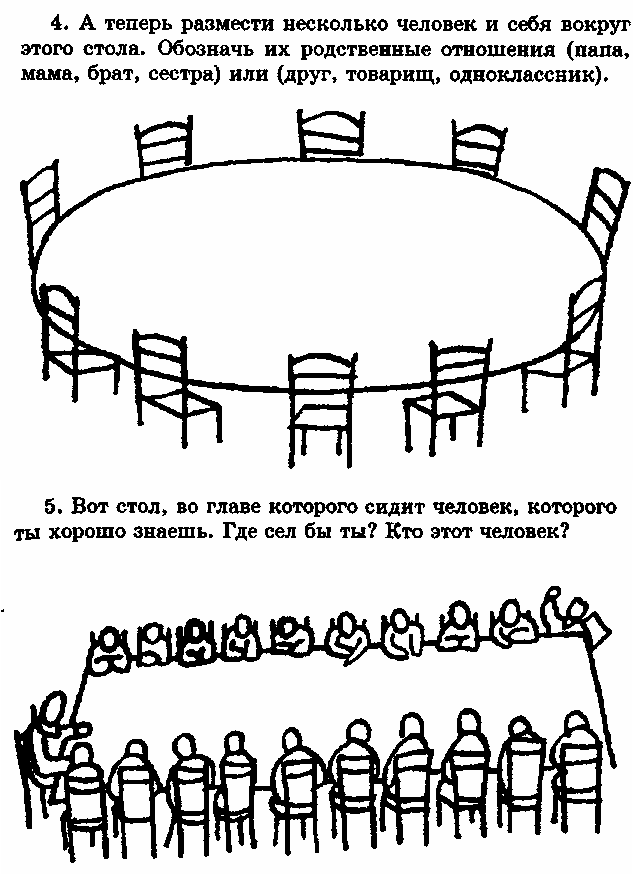 4. А теперь размести несколько человек и себя вокруг
этого стола. Обозначь их родственные отношения (папа,
мама, брат, сестра) или (друг, товарищ, одноклассник).
5. Вот стол, во главе которого сидит человек, которого
ты хорошо знаешь. Где сел бы ты? Кто этот человек?